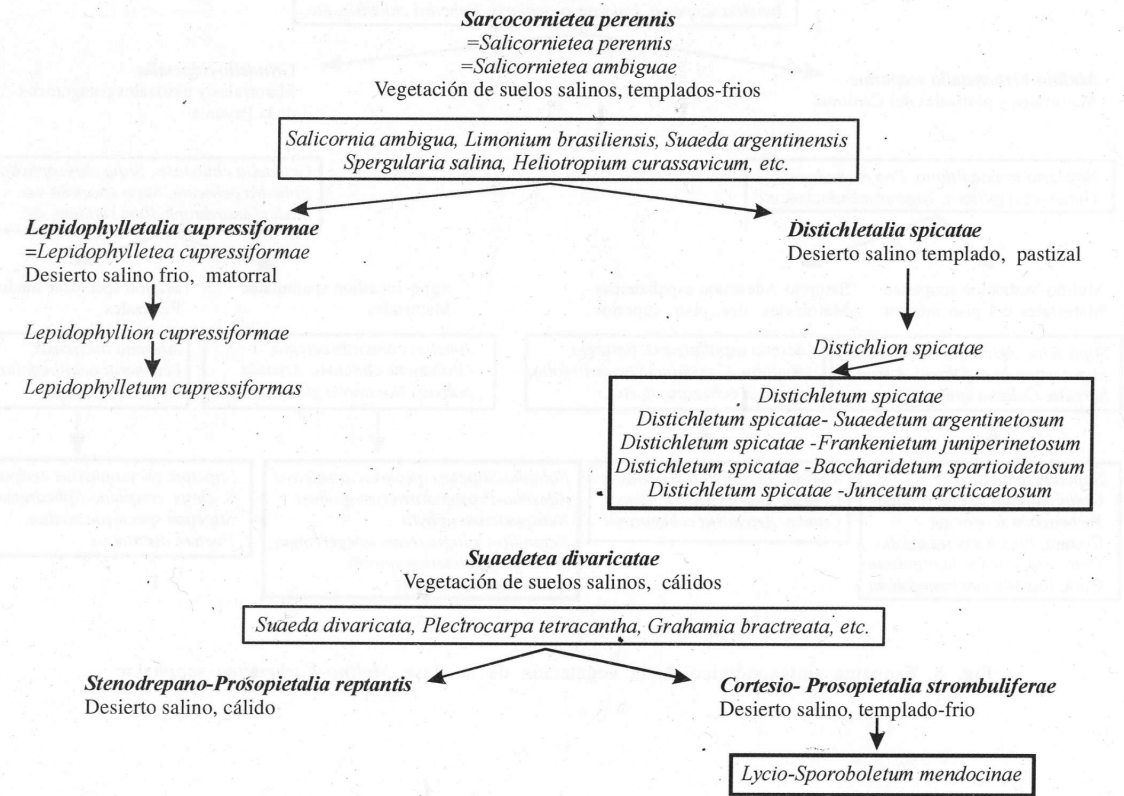 Sarcocornietea perennis
=Salicornietea perennis
=Salicornietea ambiguae
Vegetación de suelos salinos, templados-frios
Salicornia ambigua, Limonium brasiliensis, Suaeda argentinensis
Spergularia salina, Heliotropium curassavicum, etc.
Lepidophylletalia cupressiformae
=Lepidophylletea cupressiformae
Desierto salino frio, matorral
Lepidophyllion cupressiformae
Lepidophylletum cupressiformas
Distichletalia spicatae
Desierto salino templado, pastizal
Distichlion spicatae
Distichletum spicatae
Distichletum spicatae- Suaedetum argentinetosum
Distichletum spicatae -Frankenietum juniperinetosum
Distichletum spicatae -Baccharidetum spartioidetosum
Distichletum spicatae -Juncetum arcticaetosum
Suaedetea divaricatae
Vegetación de suelos salinos, cálidos
Suaeda divaricata, Plectrocarpa tetracantha, Grahamia bractreata, etc.
Stenodrepano-Prosopietalia reptantis
Desierto salino, cálido
Cortesio- Prosopietalia strombuliferae
Desierto salino, templado-frio
Lycio-Sporoboletum mendocinae